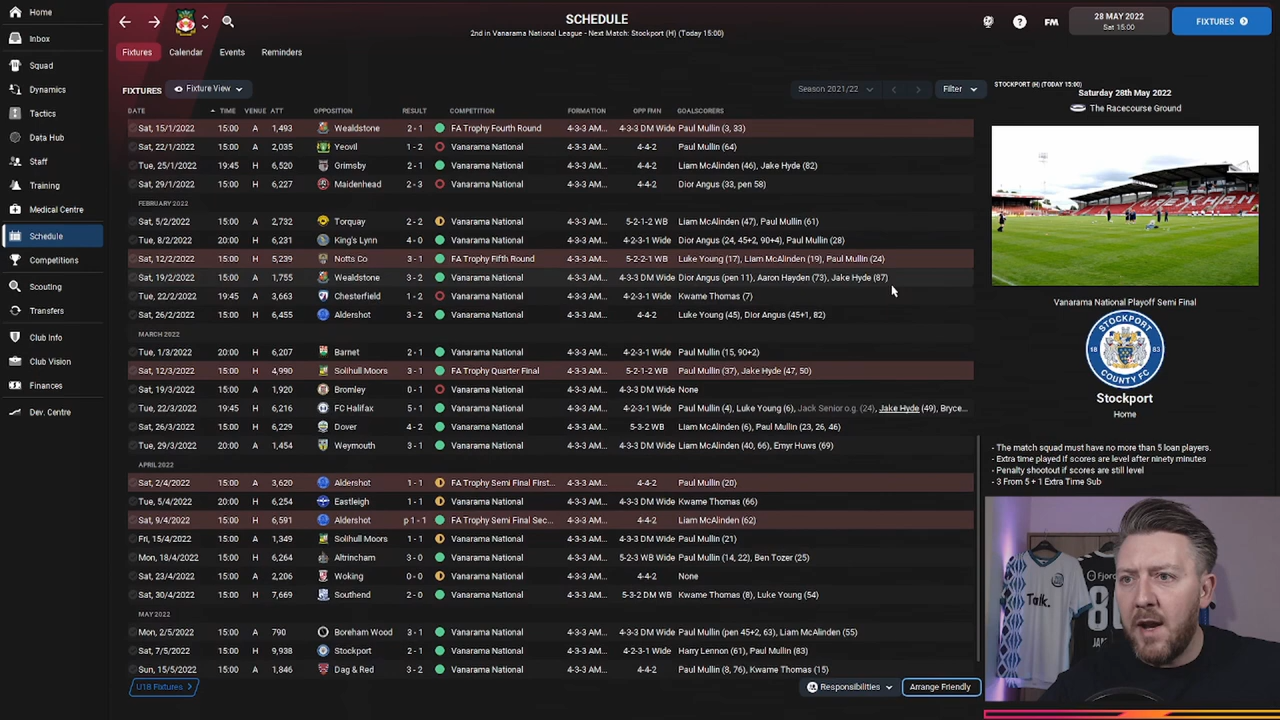 Home
SCHEDULE
2nd in Vanarama National League - Next Match: Stockport (H) (Today 15:00)
FM
28 MAY 2022
Sat 15:00
FIXTURES
Inbox
Squad
Dynamics
Tactics
Data Hub
Staff
Training
Medical Centre
Schedule
Competitions
Scouting
Transfers
Club Info
Club Vision
Finances
Dev. Centre
Fixtures Calendar Events Reminders
FIXTURES Fixture View Season 2021/22 Filter
DATE TIME VENUE ATT OPPOSITION RESULT COMPETITION FORMATION OPP FMN GOALSCORERS
Sat, 15/1/2022 15:00 A 1,493 Wealdstone 2 - 1 FA Trophy Fourth Round 4-3-3 AM... 4-3-3 DM Wide Paul Mullin (3, 33)
Sat, 22/1/2022 15:00 A 2,035 Yeovil 1 - 2 Vanarama National 4-3-3 AM... 4-4-2 Paul Mullin (64)
Tue, 25/1/2022 19:45 H 6,520 Grimsby 2 - 1 Vanarama National 4-3-3 AM... 4-4-2 Liam McAlinden (46), Jake Hyde (82)
Sat, 29/1/2022 15:00 H 6,227 Maidenhead 2 - 3 Vanarama National 4-3-3 AM... 4-4-2 Dior Angus (33, pen 58)
FEBRUARY 2022
Sat, 5/2/2022 15:00 A 2,732 Torquay 2 - 2 Vanarama National 4-3-3 AM... 5-2-1-2 WB Liam McAlinden (47), Paul Mullin (61)
Tue, 8/2/2022 20:00 H 6,231 King's Lynn 4 - 0 Vanarama National 4-3-3 AM... 4-2-3-1 Wide Dior Angus (24, 45+2, 90+4), Paul Mullin (28)
Sat, 12/2/2022 15:00 H 5,239 Notts Co 3 - 1 FA Trophy Fifth Round 4-3-3 AM... 5-2-2-1 WB Luke Young (17), Liam McAlinden (19), Paul Mullin (24)
Sat, 19/2/2022 15:00 A 1,755 Wealdstone 3 - 2 Vanarama National 4-3-3 AM... 4-3-3 DM Wide Dior Angus (pen 11), Aaron Hayden (73), Jake Hyde (87)
Tue, 22/2/2022 19:45 A 3,663 Chesterfield 1 - 2 Vanarama National 4-3-3 AM... 4-2-3-1 Wide Kwame Thomas (7)
Sat, 26/2/2022 15:00 H 6,455 Aldershot 3 - 2 Vanarama National 4-3-3 AM... 4-4-2 Luke Young (45), Dior Angus (45+1, 82)
MARCH 2022
Tue, 1/3/2022 20:00 H 6,207 Barnet 2 - 1 Vanarama National 4-3-3 AM... 4-2-3-1 Wide Paul Mullin (15, 90+2)
Sat, 12/3/2022 15:00 H 4,990 Solihull Moors 3 - 1 FA Trophy Quarter Final 4-3-3 AM... 5-2-1-2 WB Paul Mullin (37), Jake Hyde (47, 50)
Sat, 19/3/2022 15:00 A 1,920 Bromley Vanarama National 4-3-3 AM... 4-3-3 DM Wide None
Tue, 22/3/2022 19:45 H 6,216 FC Halifax 5 - 1 Vanarama National 4-3-3 AM... 4-2-3-1 Wide Paul Mullin (4), Luke Young (6), Jack Senior o.g. (24), Jake Hyde (49), Bryce...
Sat, 26/3/2022 15:00 H 6,229 Dover 4 - 2 Vanarama National 4-3-3 AM... 5-3-2 WB Liam McAlinden (6), Paul Mullin (23, 26, 46)
Tue, 29/3/2022 15:00 A 1,454 Weymouth 3 - 1 Vanarama National 4-3-3 AM... 4-3-3 DM Wide Liam McAlinden (40, 66), Emyr Huws (69)
APRIL 2022
Sat, 2/4/2022 15:00 A 3,620 Aldershot 1 - 1 FA Trophy Semi Final First... 4-3-3 AM... 4-4-2 Paul Mullin (20)
Tue, 5/4/2022 20:00 H 6,254 Eastleigh 1 - 1 Vanarama National 4-3-3 AM... 4-2-3-1 Wide Kwame Thomas (66)
Sat, 9/4/2022 15:00 H 6,591 Aldershot p 1 - 1 FA Trophy Semi Final Sec... 4-3-3 AM... 4-4-2 Liam McAlinden (62)
Fri, 15/4/2022 15:00 A 1,349 Solihull Moors 1 - 1 Vanarama National 4-3-3 AM... 4-3-3 DM Wide Paul Mullin (21)
Mon, 18/4/2022 15:00 H 6,264 Altrincham 3 - 0 Vanarama National 4-3-3 AM... 5-2-3 WB Wide Paul Mullin (14, 22), Ben Tozer (25)
Sat, 23/4/2022 15:00 A 2,206 Woking 0 - 0 Vanarama National 4-3-3 AM... 4-4-2 None
Sat, 30/4/2022 15:00 H 7,669 Southend 2 - 0 Vanarama National 4-3-3 AM... 5-3-2 DM WB Kwame Thomas (8), Luke Young (54)
MAY 2022
Mon, 2/5/2022 15:00 A 790 Boreham Wood 3 - 1 Vanarama National 4-3-3 AM... 4-3-3 DM Wide Paul Mullin (pen 45+2, 63), Liam McAlinden (55)
Sat, 7/5/2022 15:00 H 9,938 Stockport 2 - 1 Vanarama National 4-3-3 AM... 4-2-3-1 Wide Harry Lennon (61), Paul Mullin (83)
Sun, 15/5/2022 15:00 A 1,846 Dag & Red 3 - 2 Vanarama National 4-3-3 AM... 4-4-2 Paul Mullin (8, 76), Kwame Thomas (15)
U18 Fixtures Responsibilities Arrange Friendly
STOCKPORT (H) (TODAY 15:00)
Saturday 28th May 2022
The Racecourse Ground
WREXHAM
Vanarama National Playoff Semi Final
STOCKPORT
18 83
COUNTY FC
Stockport
Home
- The match squad must have no more than 5 loan players.
- Extra time played if scores are level after ninety minutes
- Penalty shootout if scores are still level
- 3 From 5 + 1 Extra Time Sub
Talk.
Fjord